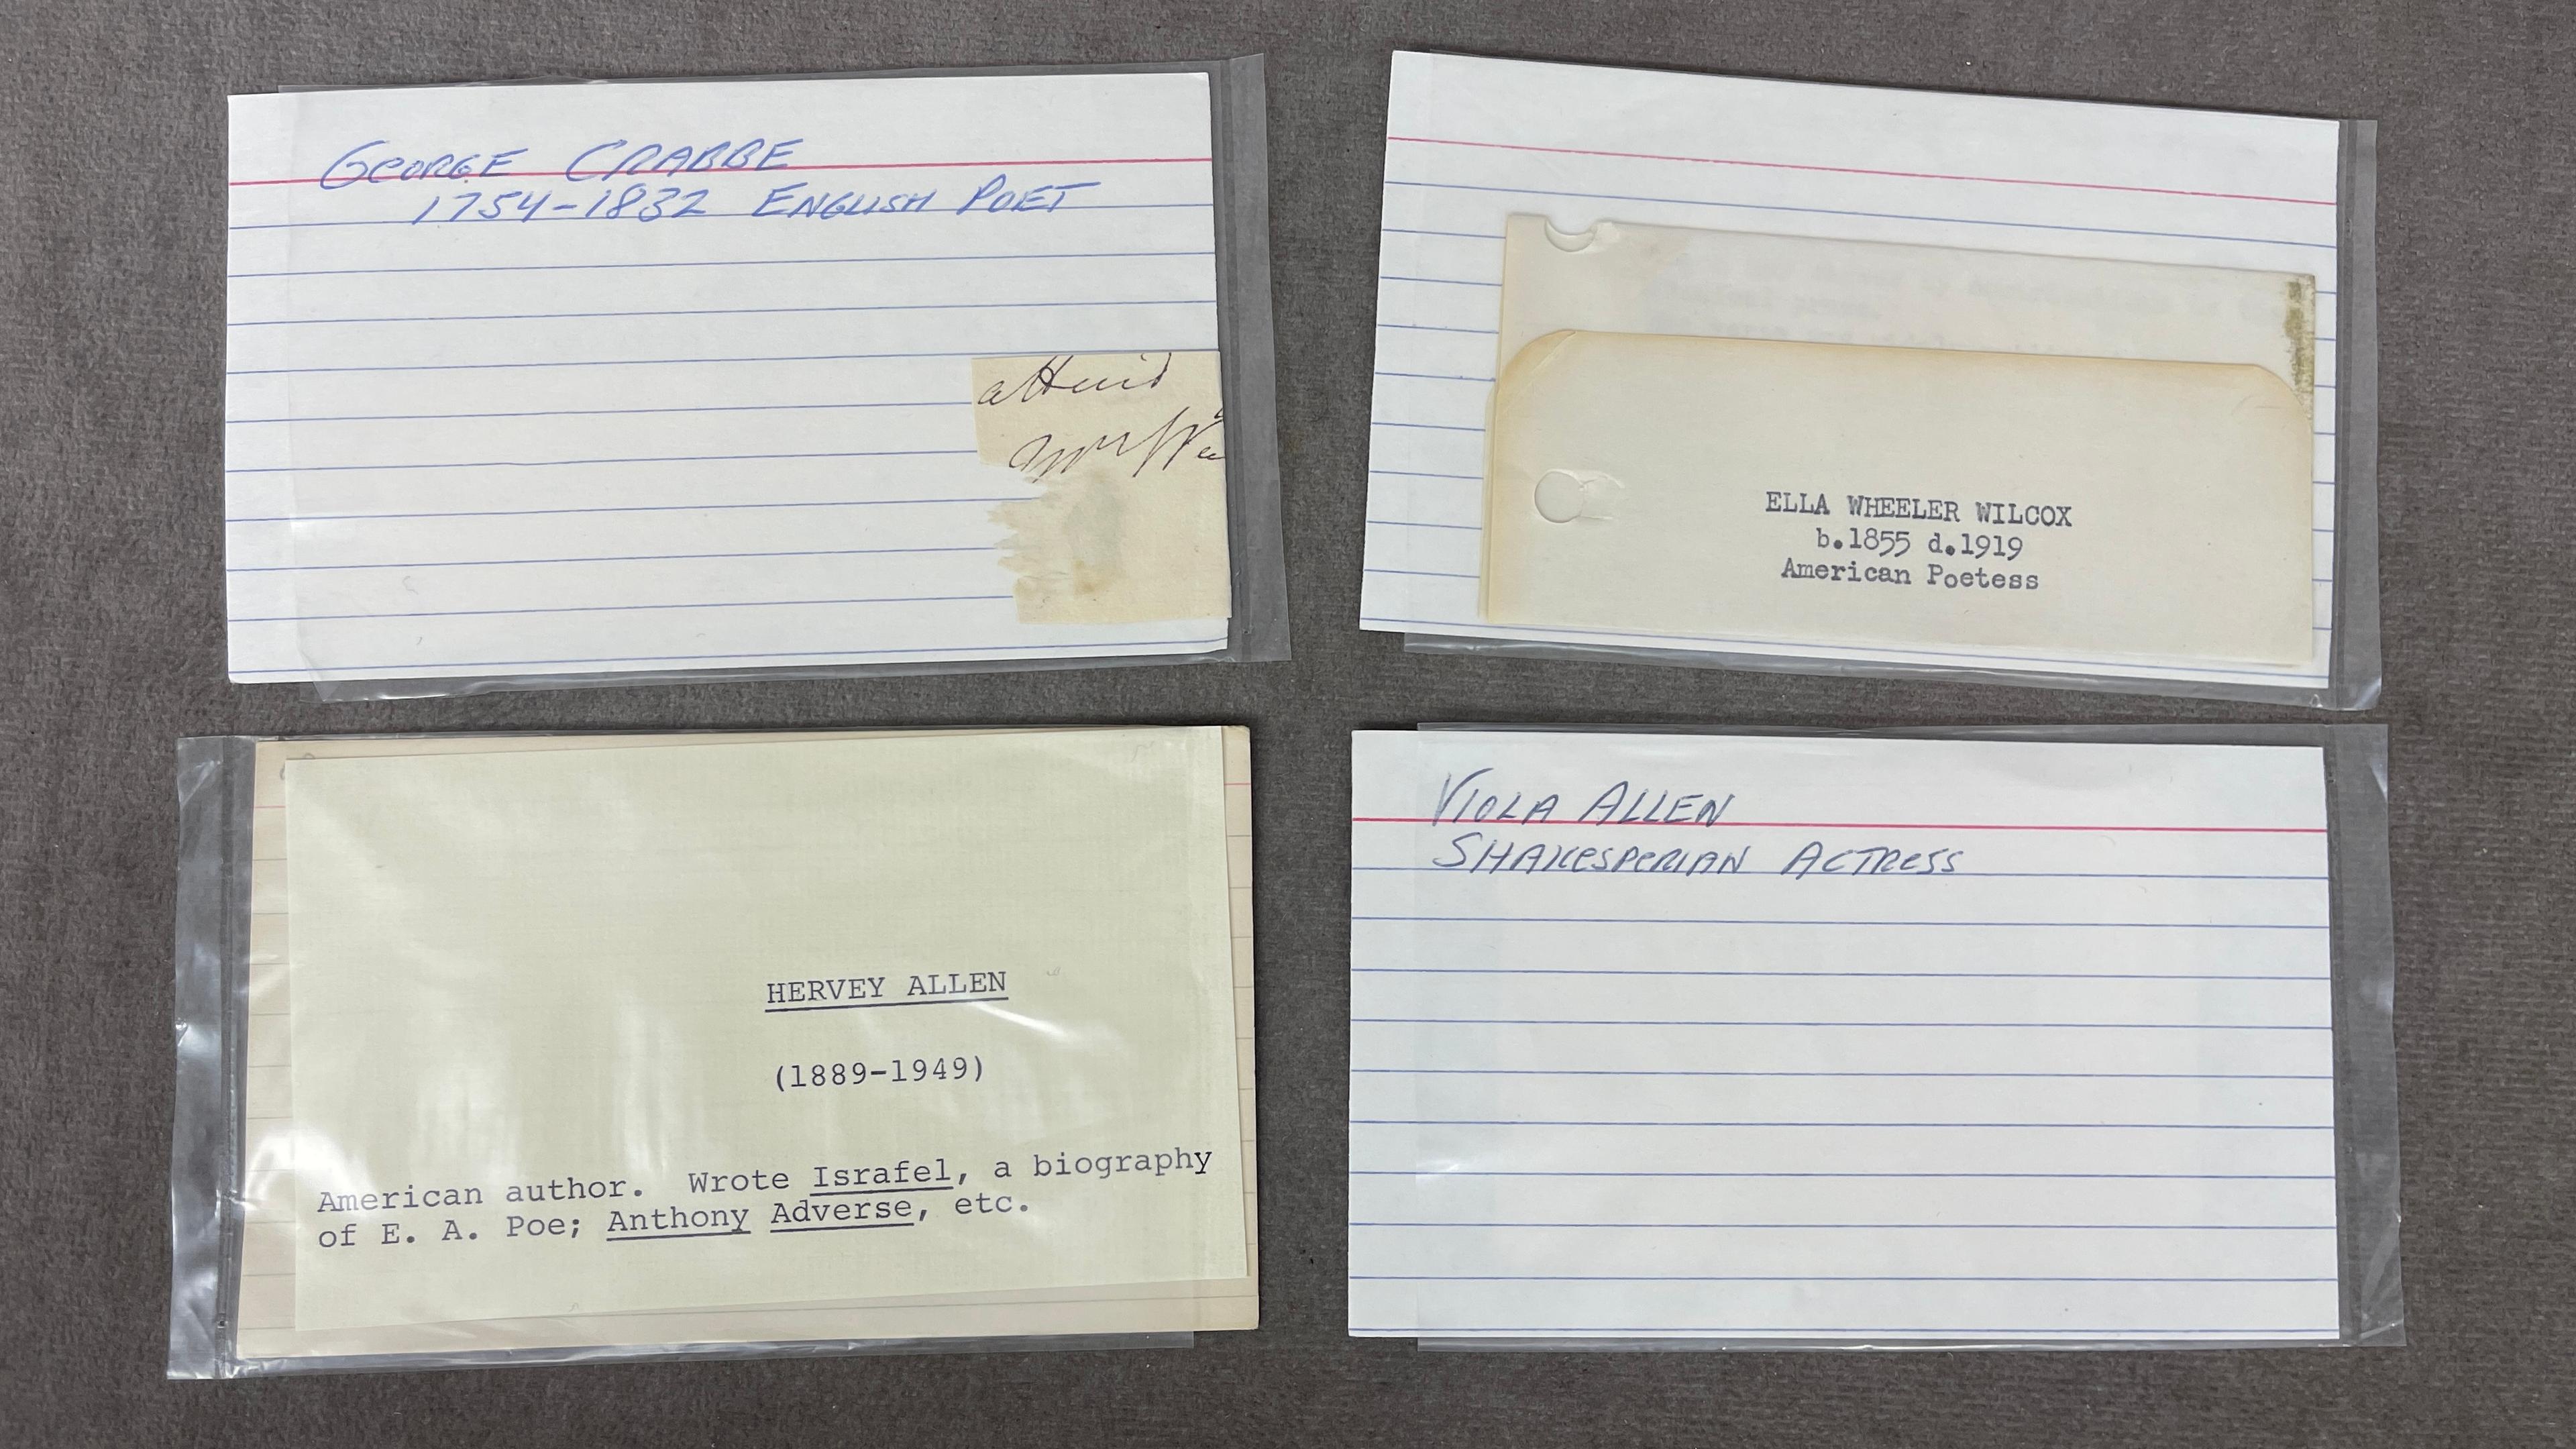 GEORGE CRABBE
1754-1832 ENGLISH POET
attend
ELLA WHEELER WILCOX
b.1855 d.1919
American Poetess
HERVEY ALLEN
(1889-1949)
American author. Wrote Israfel, a biography
of E. A. Poe; Anthony Adverse, etc.
VIOLA ALLEN
SHAKESPERIAN ACTRESS